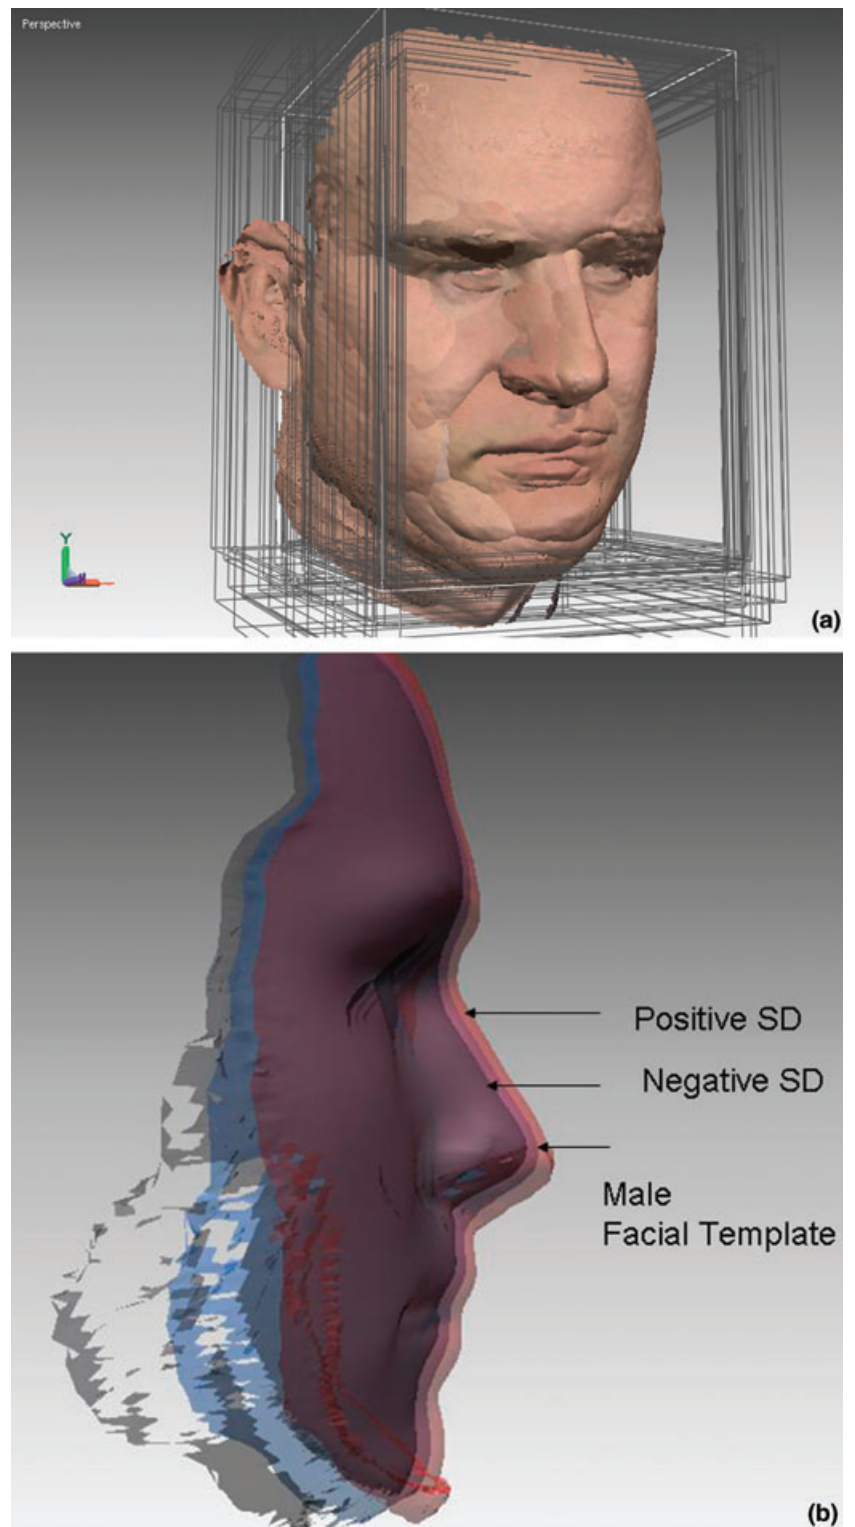 Perspective
Y
(a)
Positive SD
Negative SD
Male
Facial Template
(b)